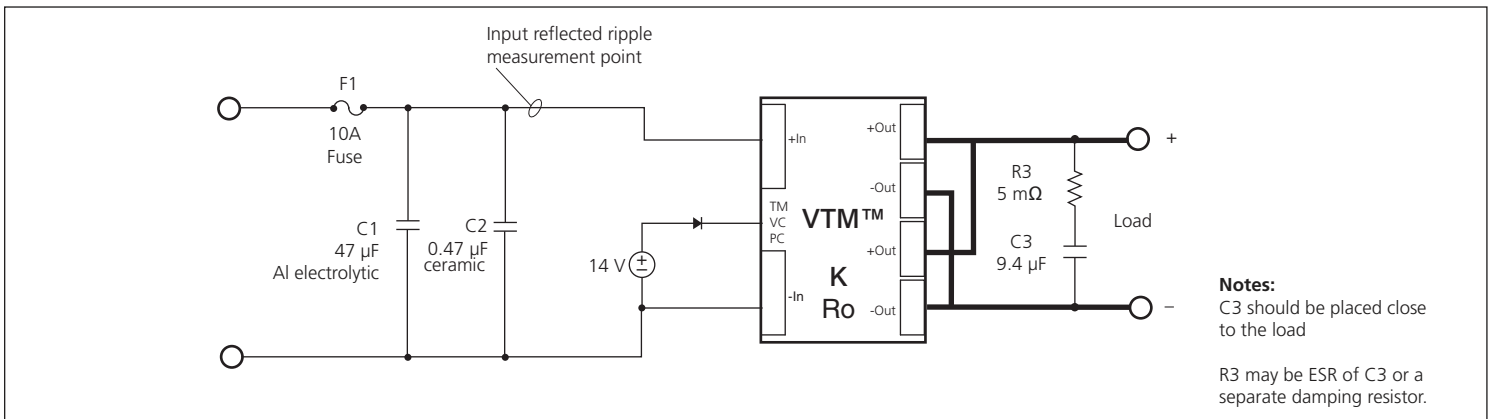 Input reflected ripple
measurement point
F1
10A
Fuse
C1
47 µF
Al electrolytic
C2
0.47 µF
ceramic
14 V
+
−
+In
TM
VC
PC
-In
VTM™
K
Ro
+Out
-Out
+Out
-Out
R3
5 mΩ
C3
9.4 µF
Load
+
−
Notes:
C3 should be placed close
to the load
R3 may be ESR of C3 or a
separate damping resistor.